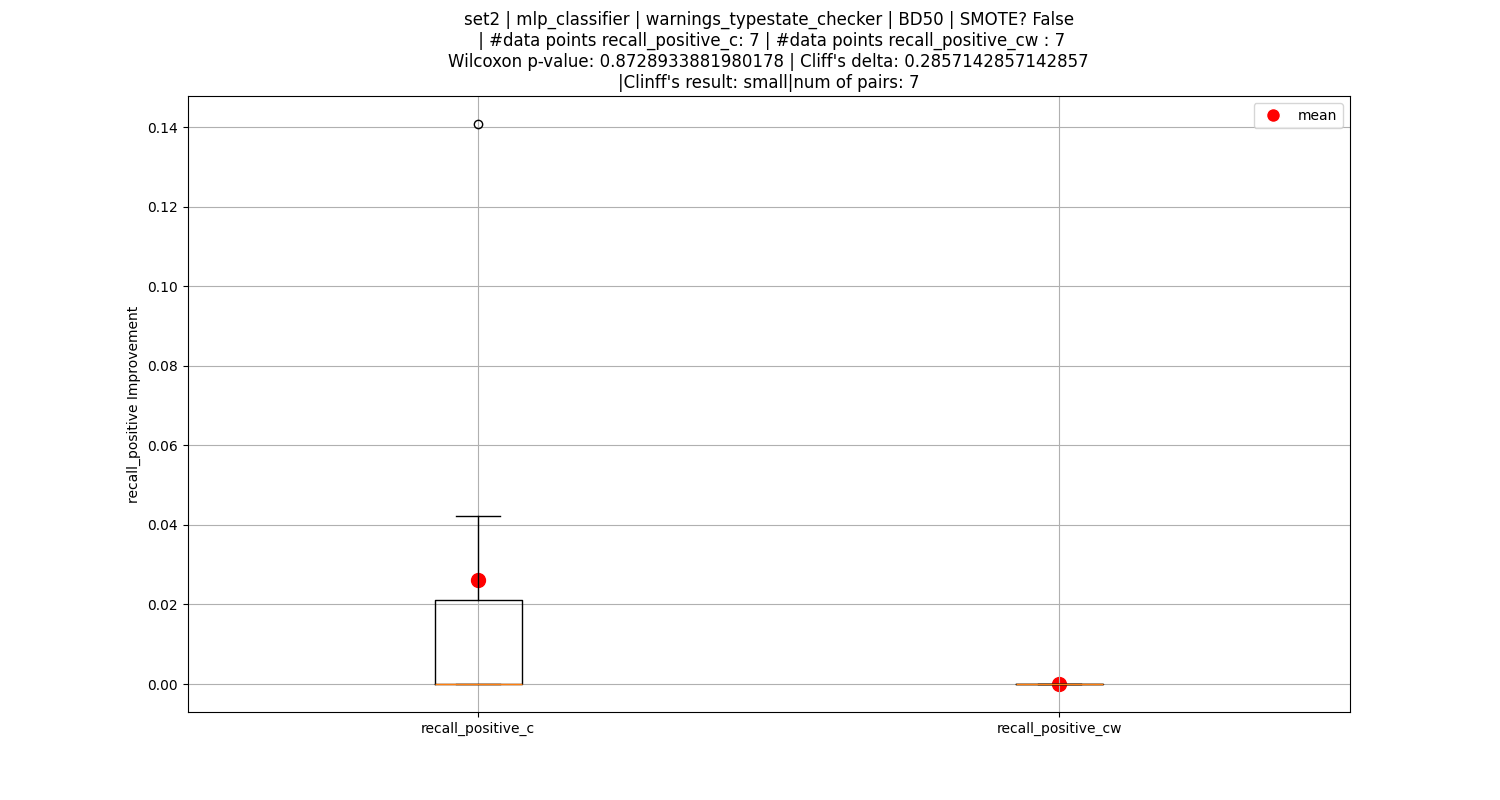 set2 | mlp_classifier | warnings_typestate_checker | BD50 | SMOTE? False
| #data points recall_positive_c: 7 | #data points recall_positive_cw : 7
Wilcoxon p-value: 0.8728933881980178 | Cliff's delta: 0.2857142857142857
|Clinff's result: small|num of pairs: 7
mean
0.14
0.12
0.10
0.08
0.06
0.04
0.02
0.00
recall_positive Improvement
recall_positive_c
recall_positive_cw